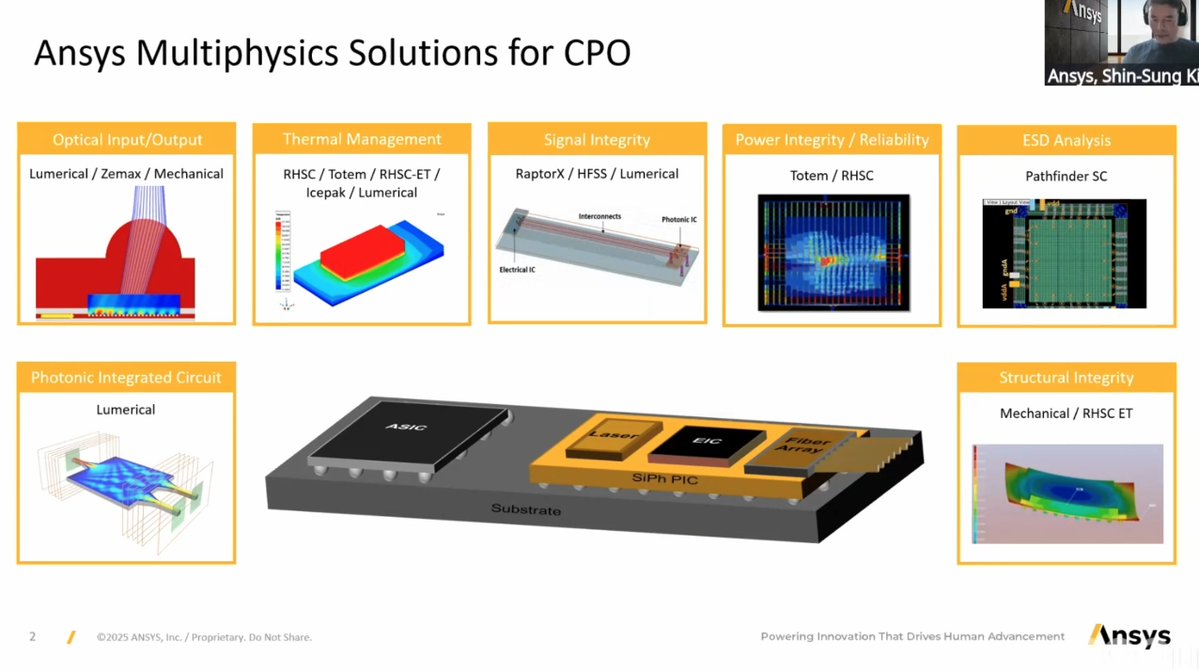 Ansys Multiphysics Solutions for CPO
Ansys
Ansys, Shin-Sung Ki
Optical Input/Output
Lumerical / Zemax / Mechanical
Thermal Management
RHSC / Totem / RHSC-ET /
Icepak / Lumerical
Signal Integrity
RaptorX / HFSS / Lumerical
Interconnects
Photonic IC
Electrical IC
Power Integrity / Reliability
Totem / RHSC
ESD Analysis
Pathfinder SC
gnd
vdd
gndA
vddA
Photonic Integrated Circuit
Lumerical
ASIC
Laser
EIC
Fiber
Array
SiPh PIC
Substrate
Structural Integrity
Mechanical / RHSC ET
2
©2025 ANSYS, Inc. / Proprietary. Do Not Share.
Powering Innovation That Drives Human Advancement
Ansys